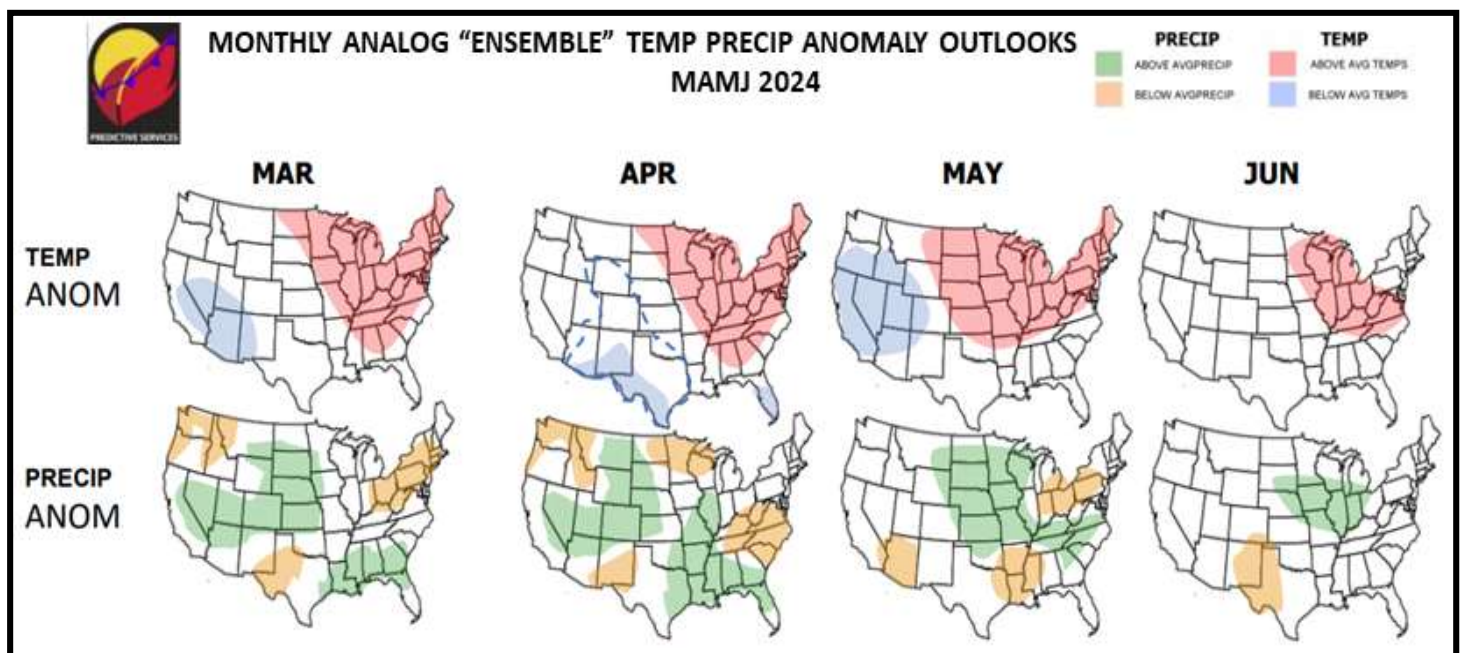 MONTHLY ANALOG “ENSEMBLE” TEMP PRECIP ANOMALY OUTLOOKS
MAMJ 2024
PRECIP
TEMP
ABOVE AVGPRECIP
ABOVE AVG TEMPS
BELOW AVGPRECIP
BELOW AVG TEMPS
PREDICTIVE SERVICES
MAR
APR
MAY
JUN
TEMP
ANOM
PRECIP
ANOM